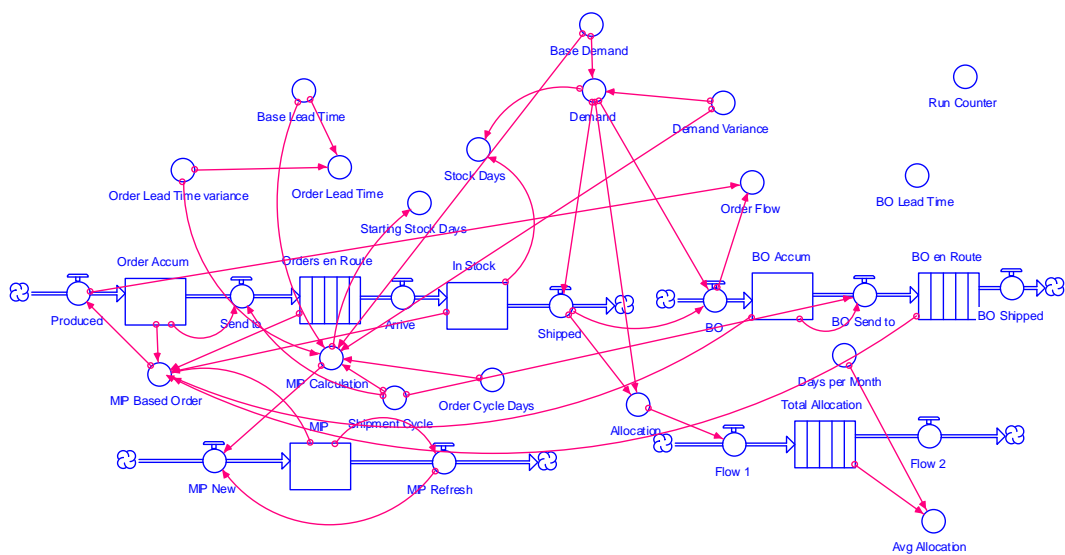 Base Demand
Run Counter
Base Lead Time
Demand
Demand Variance
Stock Days
Order Lead Time variance
Order Lead Time
Order Flow
BO Lead Time
Starting Stock Days
Order Accum
Orders en Route
In Stock
BO Accum
BO en Route
Produced
Send to
Arrive
Shipped
BO
BO Send to
BO Shipped
MIP Based Order
MIP Calculation
Order Cycle Days
Days per Month
Shipment Cycle
MIP
Allocation
Total Allocation
MIP New
MIP Refresh
Flow 1
Flow 2
Avg Allocation